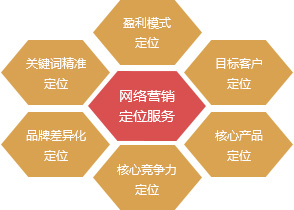 盈利模式
定位
关键词精准
定位
目标客户
定位
网络营销
定位服务
品牌差异化
定位
核心产品
定位
核心竞争力
定位